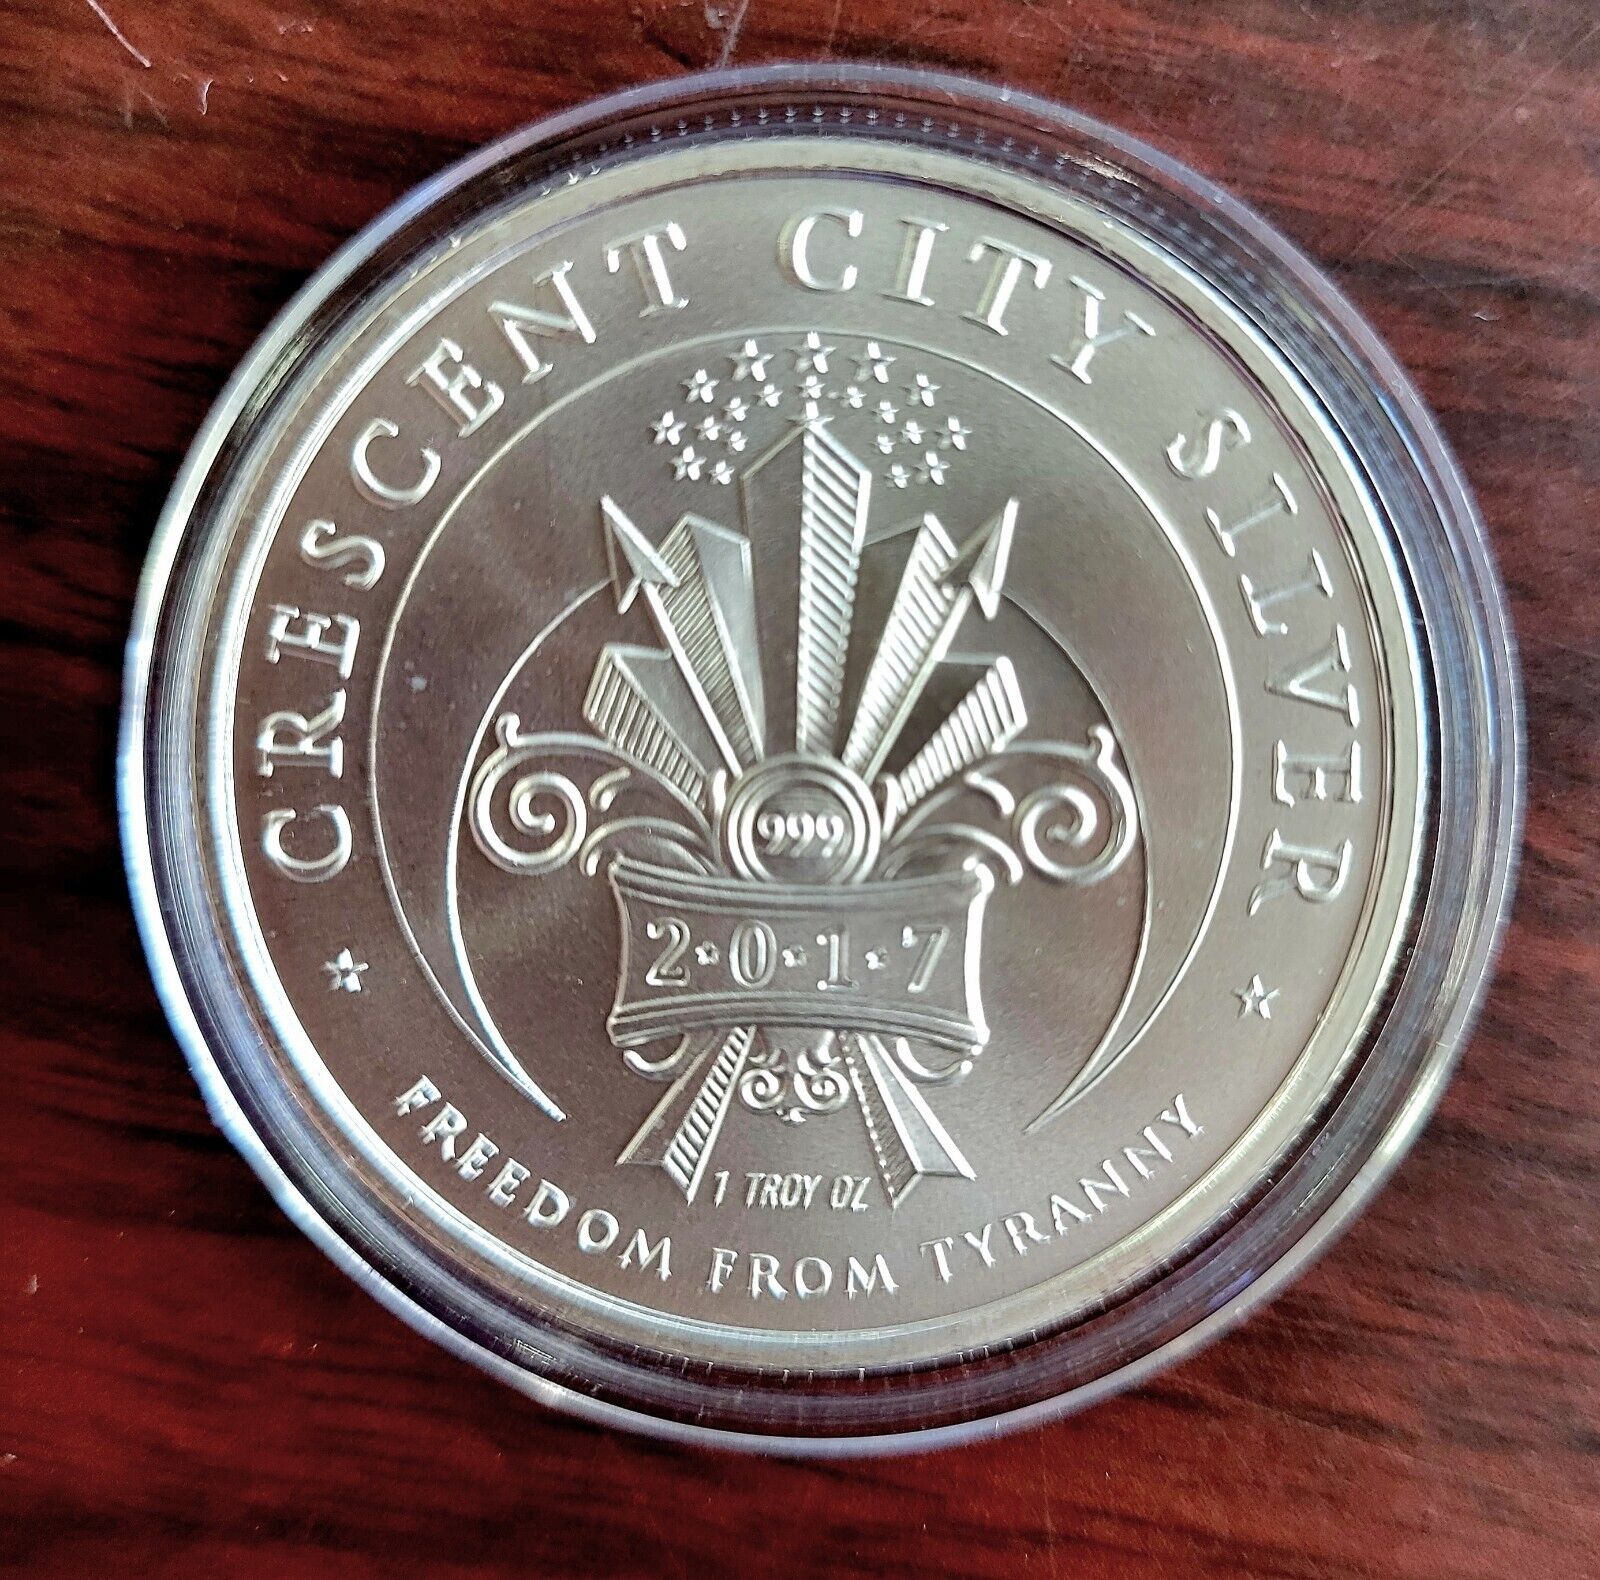 CRESCENT CITY SILVER
999
2·0·1·7
1 TROY OZ
FREEDOM FROM TYRANNY